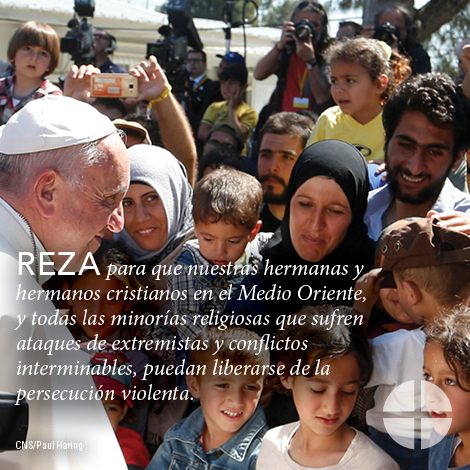 REZA para que nuestras hermanas y
hermanos cristianos en el Medio Oriente,
y todas las minorías religiosas que sufren
ataques de extremistas y conflictos
interminables, puedan liberarse de la
persecución violenta.
CNS/Paul Haring